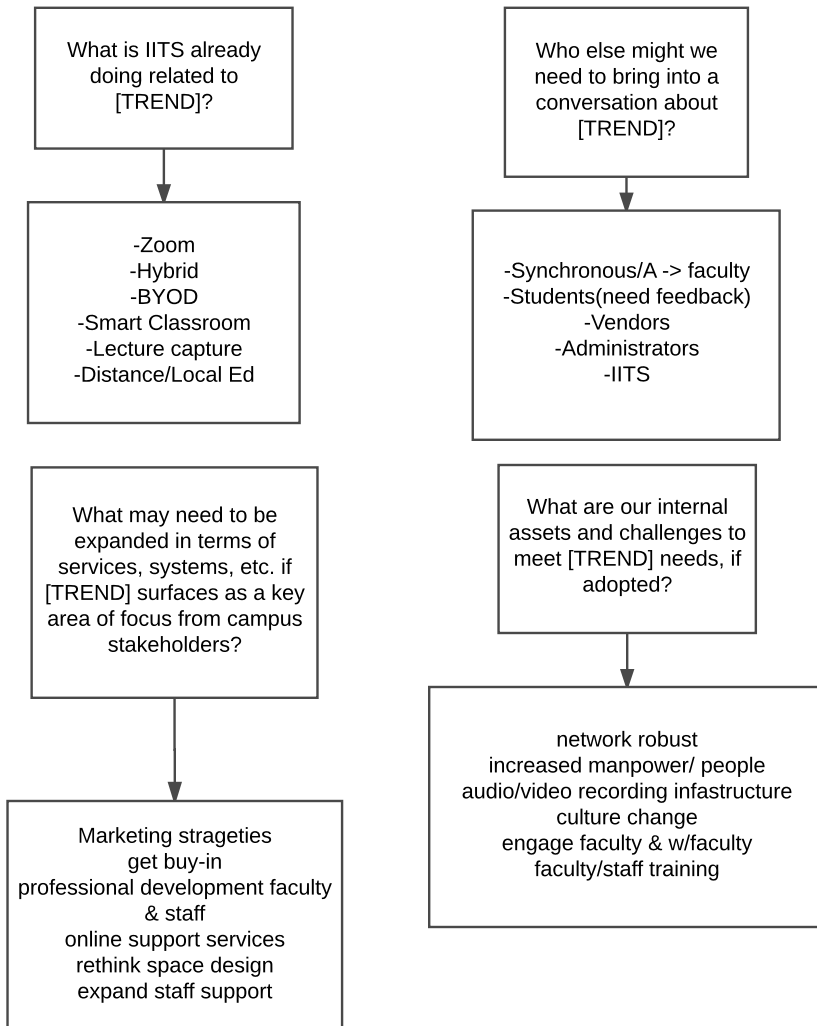 What is IITS already
doing related to
[TREND]?
-Zoom
-Hybrid
-BYOD
-Smart Classroom
-Lecture capture
-Distance/Local Ed
Who else might we
need to bring into a
conversation about
[TREND]?
-Synchronous/A -> faculty
-Students(need feedback)
-Vendors
-Administrators
-IITS
What may need to be
expanded in terms of
services, systems, etc. if
[TREND] surfaces as a key
area of focus from campus
stakeholders?
Marketing strageties
get buy-in
professional development faculty
& staff
online support services
rethink space design
expand staff support
What are our internal
assets and challenges to
meet [TREND] needs, if
adopted?
network robust
increased manpower/ people
audio/video recording infastructure
culture change
engage faculty & w/faculty
faculty/staff training